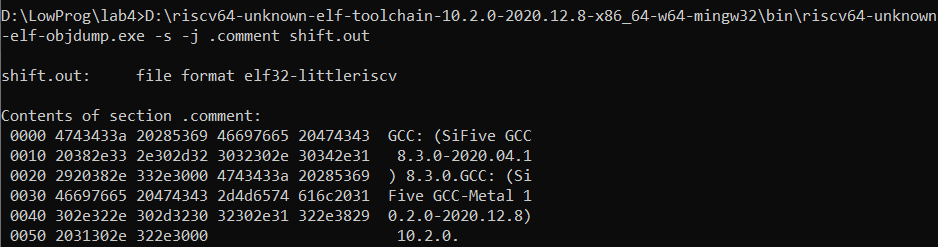 D:\LowProg\lab4>D:\riscv64-unknown-elf-toolchain-10.2.0-2020.12.8-x86_64-w64-mingw32\bin\riscv64-unknown
-elf-objdump.exe -s -j .comment shift.out
shift.out:     file format elf32-littleriscv
Contents of section .comment:
 0000 4743433a 20285369 46697665 20474343  GCC: (SiFive GCC
 0010 20382e33 2e302d32 3032302e 30342e31   8.3.0-2020.04.1
 0020 2920382e 332e3000 4743433a 20285369  ) 8.3.0.GCC: (Si
 0030 46697665 20474343 2d4d6574 616c2031  Five GCC-Metal 1
 0040 302e322e 302d3230 32302e31 322e3829  0.2.0-2020.12.8)
 0050 2031302e 322e3000                     10.2.0.